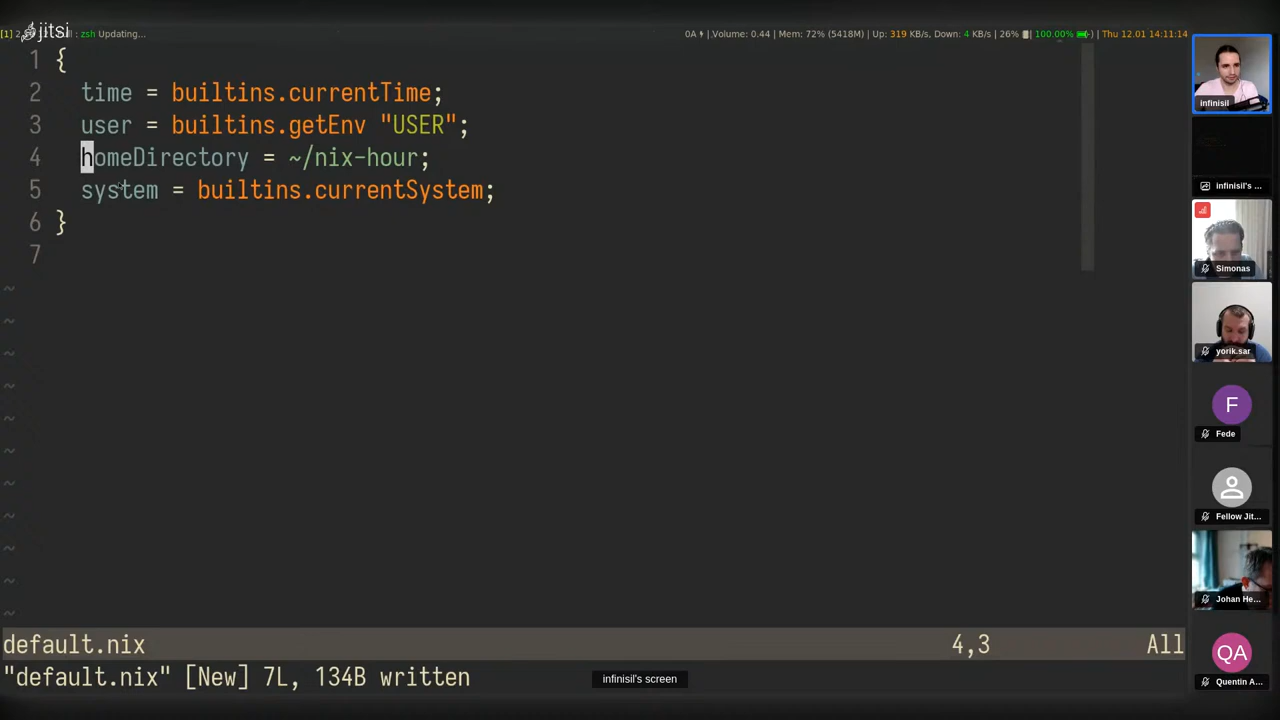 jitsi
[1] 2 : zsh Updating...
0A ⚡ | Volume: 0.44 | Mem: 72% (5418M) | Up: 319 KB/s, Down: 4 KB/s | 26% | 100.00% | Thu 12.01 14:11:14
1 {
2 time = builtins.currentTime;
3 user = builtins.getEnv "USER";
4 homeDirectory = ~/nix-hour;
5 system = builtins.currentSystem;
6 }
7
~
~
~
~
~
~
~
~
~
~
~
default.nix 4,3 All
"default.nix" [New] 7L, 134B written
infinisil's screen
infinisil
infinisil's ...
Simonas
yorik.sar
F
Fede
Fellow Jit...
Johan He...
QA
Quentin A...